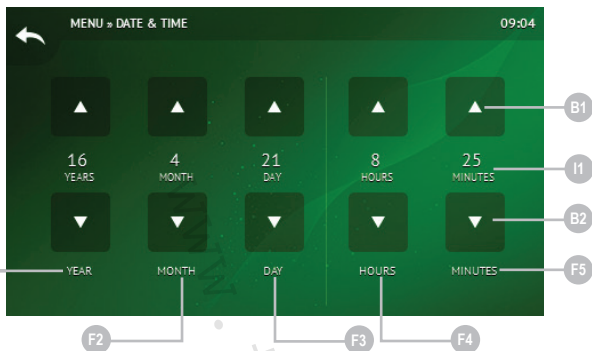 MENU » DATE & TIME 09:04
B1
16 4 21 8 25
YEARS MONTH DAY HOURS MINUTES
I1
B2
YEAR MONTH DAY HOURS MINUTES
F5
F2 F3 F4
www